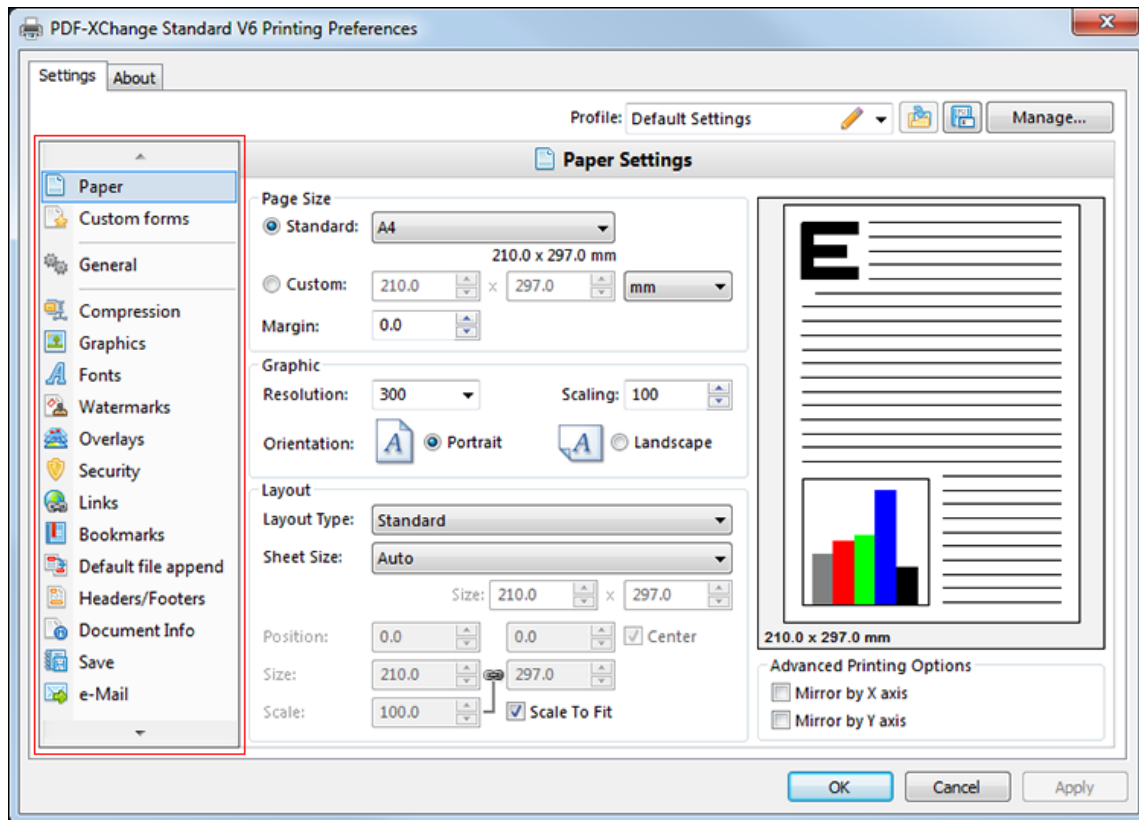 PDF-XChange Standard V6 Printing Preferences
Settings About
Profile: Default Settings Manage...
Paper
Custom forms
General
Compression
Graphics
Fonts
Watermarks
Overlays
Security
Links
Bookmarks
Default file append
Headers/Footers
Document Info
Save
e-Mail
Paper Settings
Page Size
Standard: A4
210.0 x 297.0 mm
Custom: 210.0 x 297.0 mm
Margin: 0.0
Graphic
Resolution: 300 Scaling: 100
Orientation: A Portrait A Landscape
Layout
Layout Type: Standard
Sheet Size: Auto
Size: 210.0 x 297.0
Position: 0.0 0.0 Center
Size: 210.0 297.0
Scale: 100.0 Scale To Fit
E
210.0 x 297.0 mm
Advanced Printing Options
Mirror by X axis
Mirror by Y axis
OK Cancel Apply